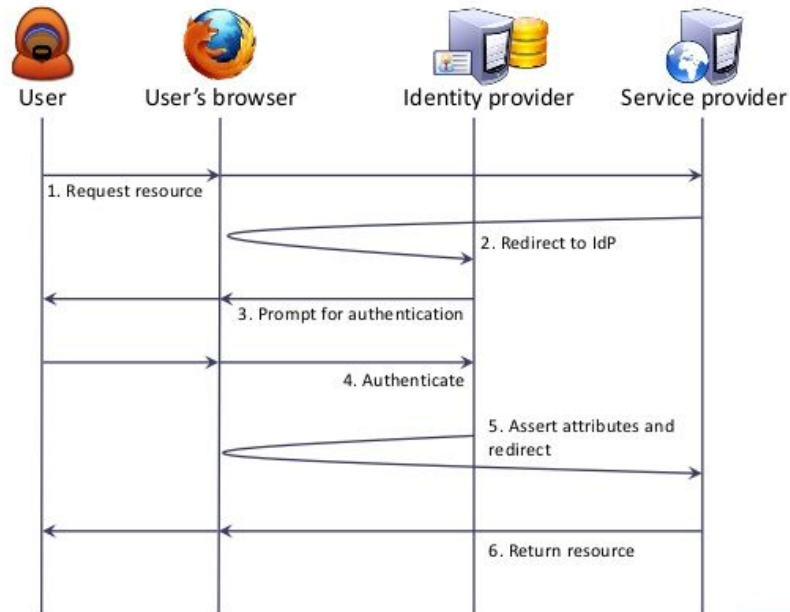 User
User's browser
Identity provider
Service provider
1. Request resource
2. Redirect to IdP
3. Prompt for authentication
4. Authenticate
5. Assert attributes and
redirect
6. Return resource